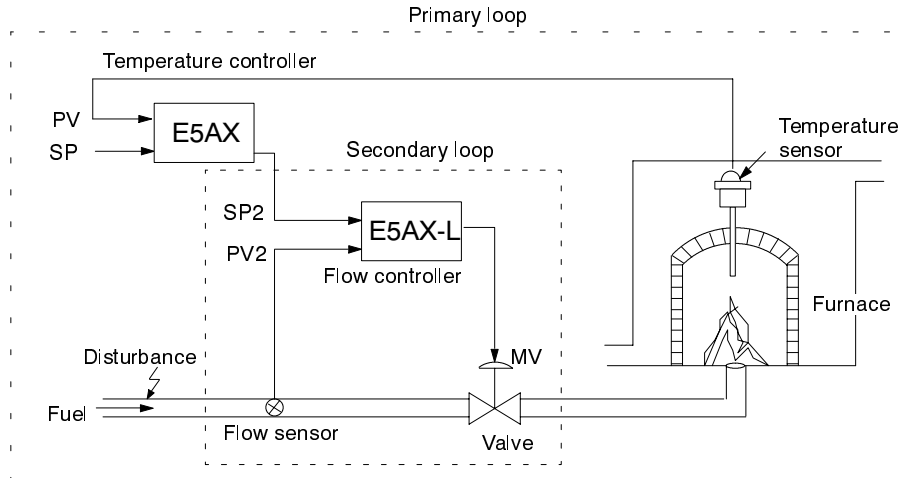 Primary loop
Temperature controller
PV
E5AX
SP
Temperature
sensor
Secondary loop
SP2
E5AX-L
PV2
Flow controller
Furnace
Disturbance
MV
Fuel
Flow sensor
Valve